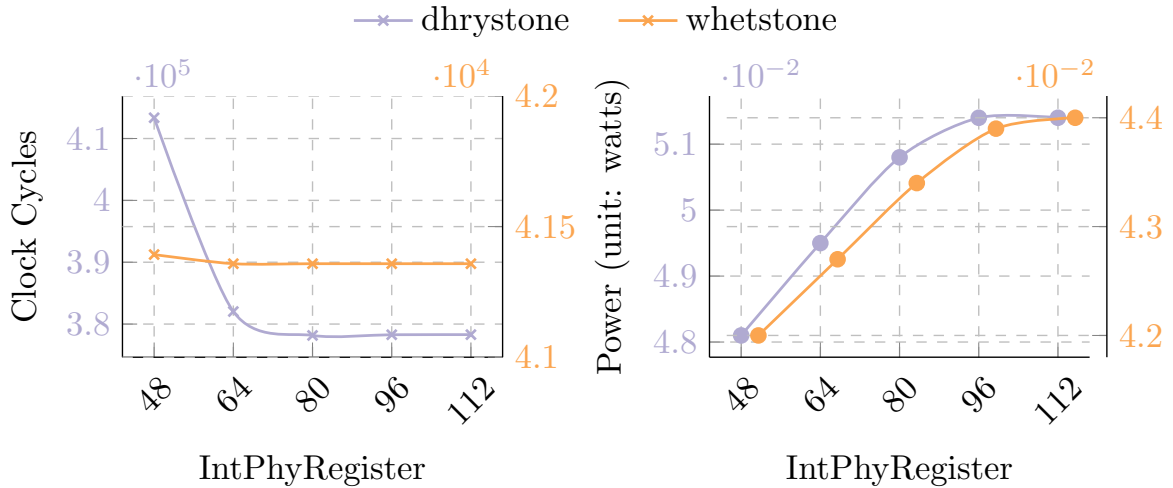 dhrystone whetstone
·10^5 ·10^4
4.2
4.15
4.1
4.1
4
3.9
3.8
Clock Cycles
48 64 80 96 112
IntPhyRegister
·10^−2 ·10^−2
5.1
5
4.9
4.8
4.4
4.3
4.2
Power (unit: watts)
48 64 80 96 112
IntPhyRegister